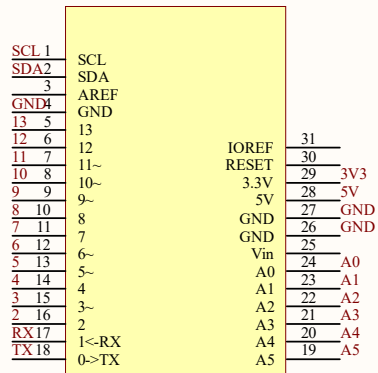 SCL 1 SCL
SDA 2 SDA
3 AREF
GND 4 GND
13 5 13
12 6 12 IOREF 31
11 7 11~ RESET 30
10 8 10~ 3.3V 29 3V3
9 9 9~ 5V 28 5V
8 10 8 GND 27 GND
7 11 7 GND 26 GND
6 12 6~ Vin 25
5 13 5~ A0 24 A0
4 14 4 A1 23 A1
3 15 3~ A2 22 A2
2 16 2 A3 21 A3
RX 17 1<-RX A4 20 A4
TX 18 0->TX A5 19 A5